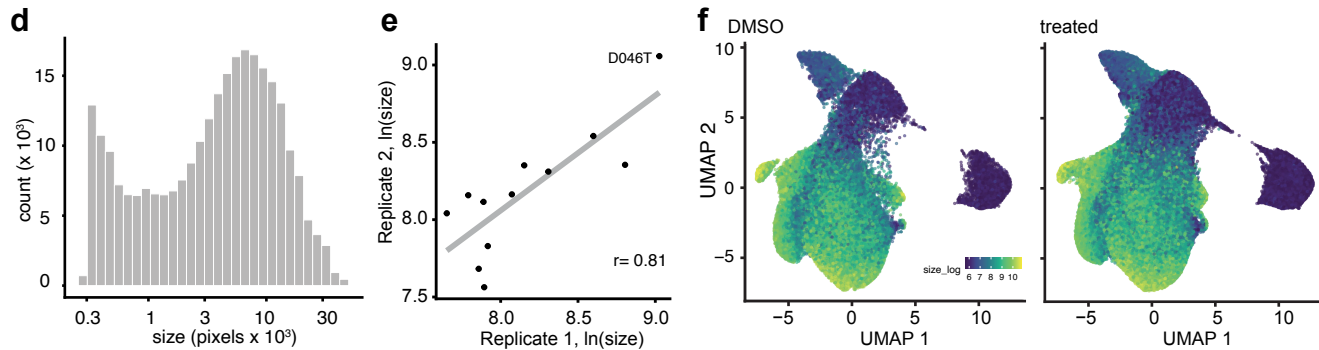 d
count (x 10³)
15
10
5
0
0.3
1
3
10
30
size (pixels x 10³)
e
Replicate 2, ln(size)
9.0
8.5
8.0
7.5
D046T
r= 0.81
8.0
8.5
9.0
Replicate 1, ln(size)
f
DMSO
UMAP 2
10
5
0
−5
size_log
6 7 8 9 10
−5
0
5
10
UMAP 1
treated
−5
0
5
10
UMAP 1